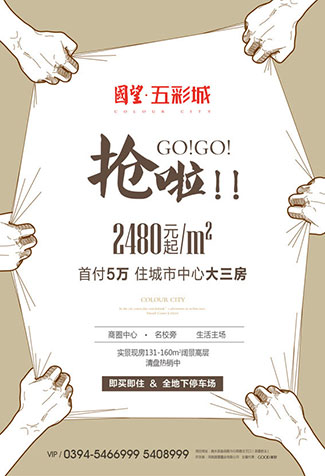 國望·五彩城
COLOUR CITY
GO!GO!
抢啦!!
2480元起/m²
首付5万 住城市中心大三房
COLOUR CITY
商圈中心 · 名校旁 生活主场
实景现房131-160m²阔景高层
清盘热销中
即买即住 & 全地下停车场
VIP / 0394-5466999 5408999